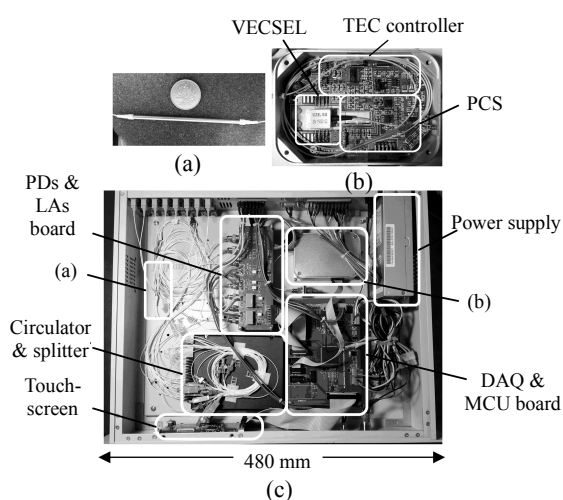 VECSEL
TEC controller
PCS
(a)
(b)
PDs &
LAs
board
Power supply
(a)
(b)
Circulator
& splitter
DAQ &
MCU board
Touch-
screen
480 mm
(c)